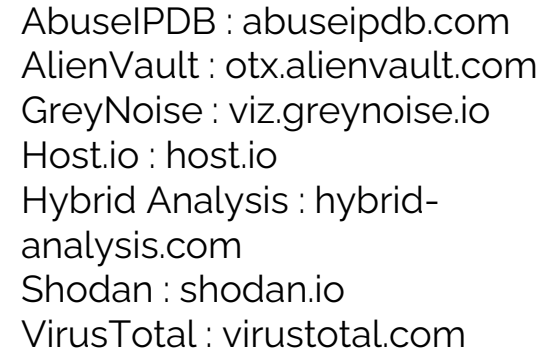 AbuseIPDB : abuseipdb.com
AlienVault : otx.alienvault.com
GreyNoise : viz.greynoise.io
Host.io : host.io
Hybrid Analysis : hybrid-
analysis.com
Shodan : shodan.io
VirusTotal : virustotal.com